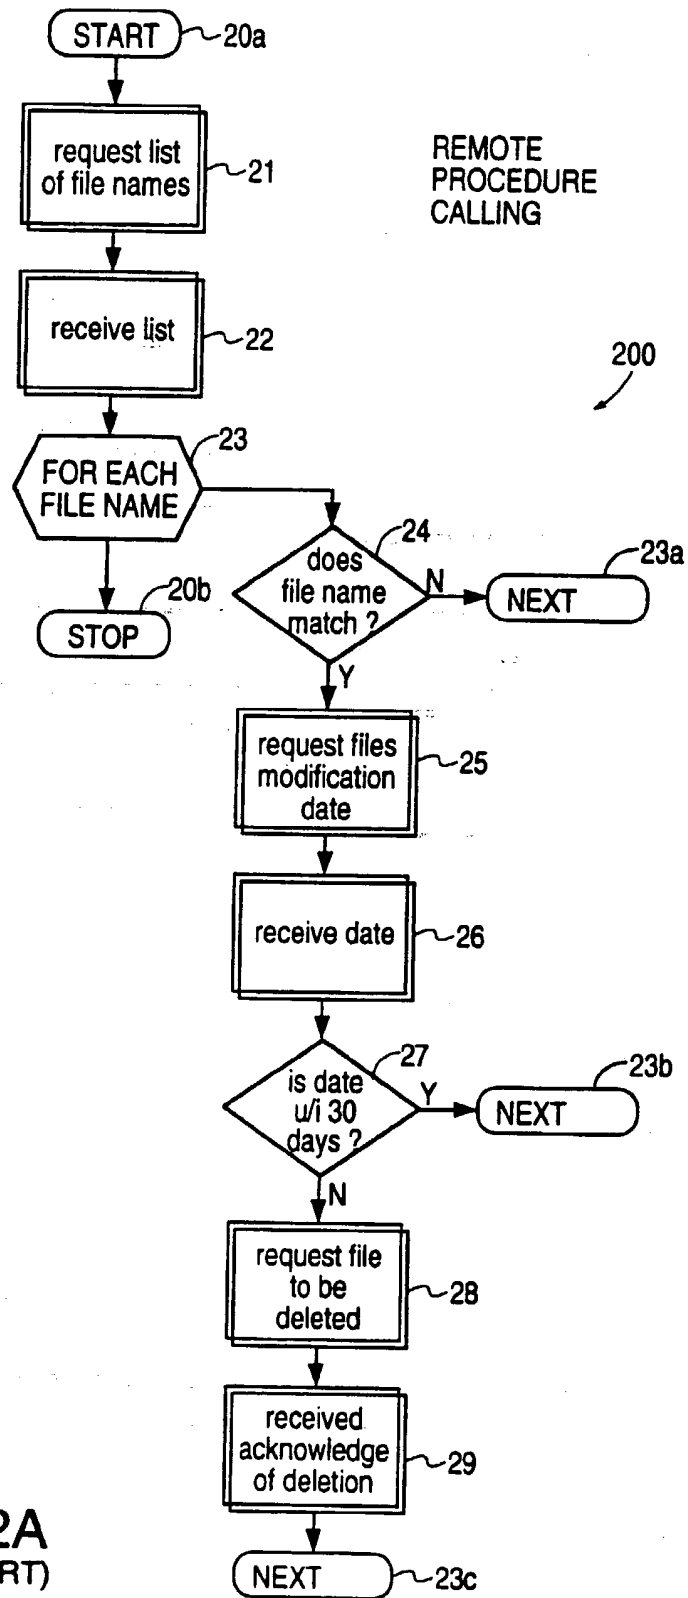 START
20a
request list
of file names
21
REMOTE
PROCEDURE
CALLING
receive list
22
200
23
FOR EACH
FILE NAME
24
does
file name
match ?
N
23a
NEXT
20b
STOP
Y
request files
modification
date
25
receive date
26
27
is date
u/i 30
days ?
Y
23b
NEXT
N
request file
to be
deleted
28
received
acknowledge
of deletion
29
2A
RT)
NEXT
23c